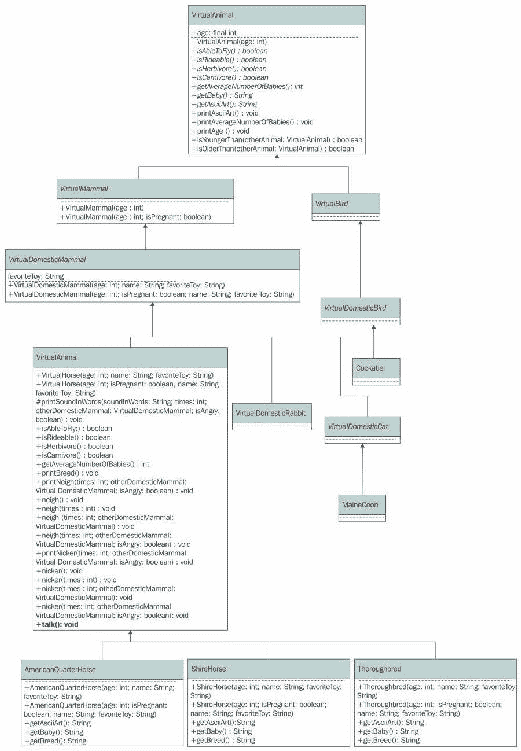 VirtualAnimal
+ age: final int
VirtualAnimal(age: int)
+ isAbleToFly(): boolean
+ isRideable(): boolean
+ isHerbivore(): boolean
+ isCarnivore(): boolean
+ getAverageNumberOfBabies(): int
+ getBaby(): String
+ getAsciiArt(): String
+ printAsciiArt(): void
+ printAverageNumberOfBabies(): void
+ printAge(): void
+ isYoungerThan(otherAnimal: VirtualAnimal): boolean
+ isOlderThan(otherAnimal: VirtualAnimal): boolean
VirtualMammal
+ VirtualMammal(age: int)
+ VirtualMammal(age: int; isPregnant: boolean)
VirtualBird
VirtualDomesticMammal
favoriteToy: String
+ VirtualDomesticMammal(age: int; name: String; favoriteToy: String)
+ VirtualDomesticMammal(age: int; isPregnant: boolean; name: String; favoriteToy: String)
VirtualDomesticBird
Cockatiel
VirtualDomesticRabbit
VirtualDomesticCat
MaineCoon
VirtualAnimal
+ VirtualHorse(age: int; name: String; favoriteToy: String)
+ VirtualHorse(age: int; isPregnant: boolean, name: String;
favoriteToy: String)
#printSoundInWords(soundInWords: String; times: int;
otherDomesticMammal: VirtualDomesticMammal; isAngry:
boolean): void
+ isAbleToFly(): boolean
+ isRideable(): boolean
+ isHerbivore(): boolean
+ isCarnivore(): boolean
+ getAverageNumberOfBabies(): int
+ printBreed(): void
+ printNeigh(times: int; otherDomesticMammal:
VirtualDomesticMammal; isAngry: boolean): void
+ neigh(): void
+ neigh(times: int): void
+ neigh(times: int; otherDomesticMammal:
VirtualDomesticMammal): void
+ neigh(times: int; otherDomesticMammal:
VirtualDomesticMammal; isAngry: boolean): void
+ printNicker(times: int; otherDomesticMammal
VirtualDomesticMammal; isAngry: boolean): void
+ nicker(): void
+ nicker(times: int): void
+ nicker(times: int; otherDomesticMammal:
VirtualDomesticMammal): void
+ nicker(times: int; otherDomesticMammal
VirtualDomesticMammal; isAngry: boolean): void
+ talk(): void
AmericanQuarterHorse
+ AmericanQuarterHorse(age: int; name: String;
favoriteToy: String)
+ AmericanQuarterHorse(age: int; isPregnant:
boolean; name: String; favoriteToy: String)
+ getAsciiArt(): String
+ getBaby(): String
+ getBreed(): String
ShireHorse
+ ShireHorse(age: int; name: String; favoriteToy:
String)
+ ShireHorse(age: int; isPregnant: boolean;
name: String; favoriteToy: String)
+ getAsciiArt():String
+ getBaby(): String
+ getBreed(): String
Thoroughbred
+ Thoroughbred(age: int, name: String; favoriteToy:
String)
+ Thoroughbred(age: int; isPregnant: boolean;
name: String; favoriteToy: String)
+ getAsciiArt():String
+ getBaby(): String
+ getBreed(): String